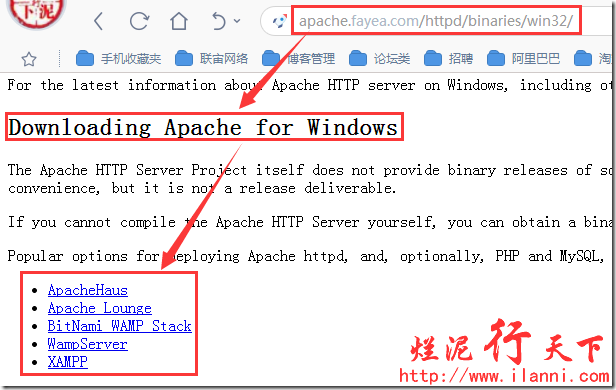 下泥
apache.fayea.com/httpd/binaries/win32/
手机收藏夹 联宙网络 博客管理 论坛类 招聘 阿里巴巴 淘
For the latest information about Apache HTTP server on Windows, including
Downloading Apache for Windows
The Apache HTTP Server Project itself does not provide binary releases of
convenience, but it is not a release deliverable.
If you cannot compile the Apache HTTP Server yourself, you can obtain a
Popular options for deploying Apache httpd, and, optionally, PHP and MySQL,
ApacheHaus
Apache Lounge
BitNami WAMP Stack
WampServer
XAMPP
烂泥行天下
http://www.ilanni.com